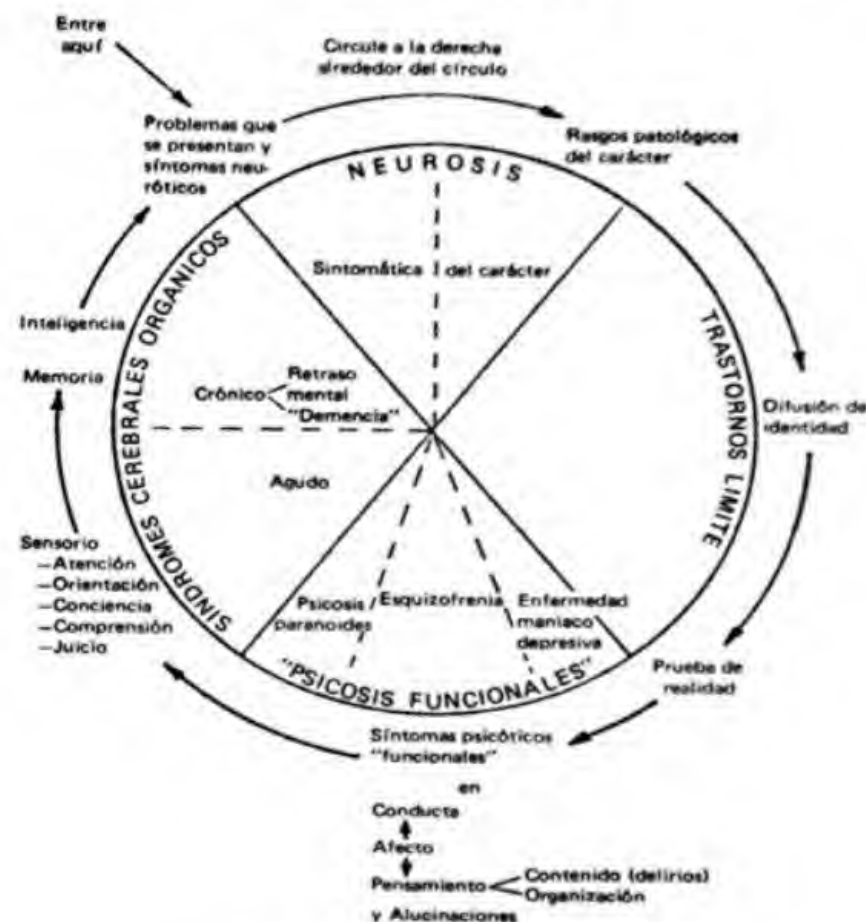 Entre
aquí
Circule a la derecha
alrededor del círculo
Problemas que
se presentan y
síntomas neu-
róticos
Rasgos patológicos
del carácter
NEUROSIS
Sintomática
del carácter
TRASTORNOS LIMITE
Difusión de
identidad
Prueba de
realidad
"PSICOSIS FUNCIONALES"
Psicosis
paranoides
Esquizofrenia
Enfermedad
maníaco
depresiva
Síntomas psicóticos
"funcionales"
en
Conducta
Afecto
Pensamiento
Contenido (delirios)
Organización
y Alucinaciones
SINDROMES CEREBRALES ORGANICOS
Crónico
Retraso
mental
"Demencia"
Agudo
Sensorio
—Atención
—Orientación
—Conciencia
—Comprensión
—Juicio
Memoria
Inteligencia